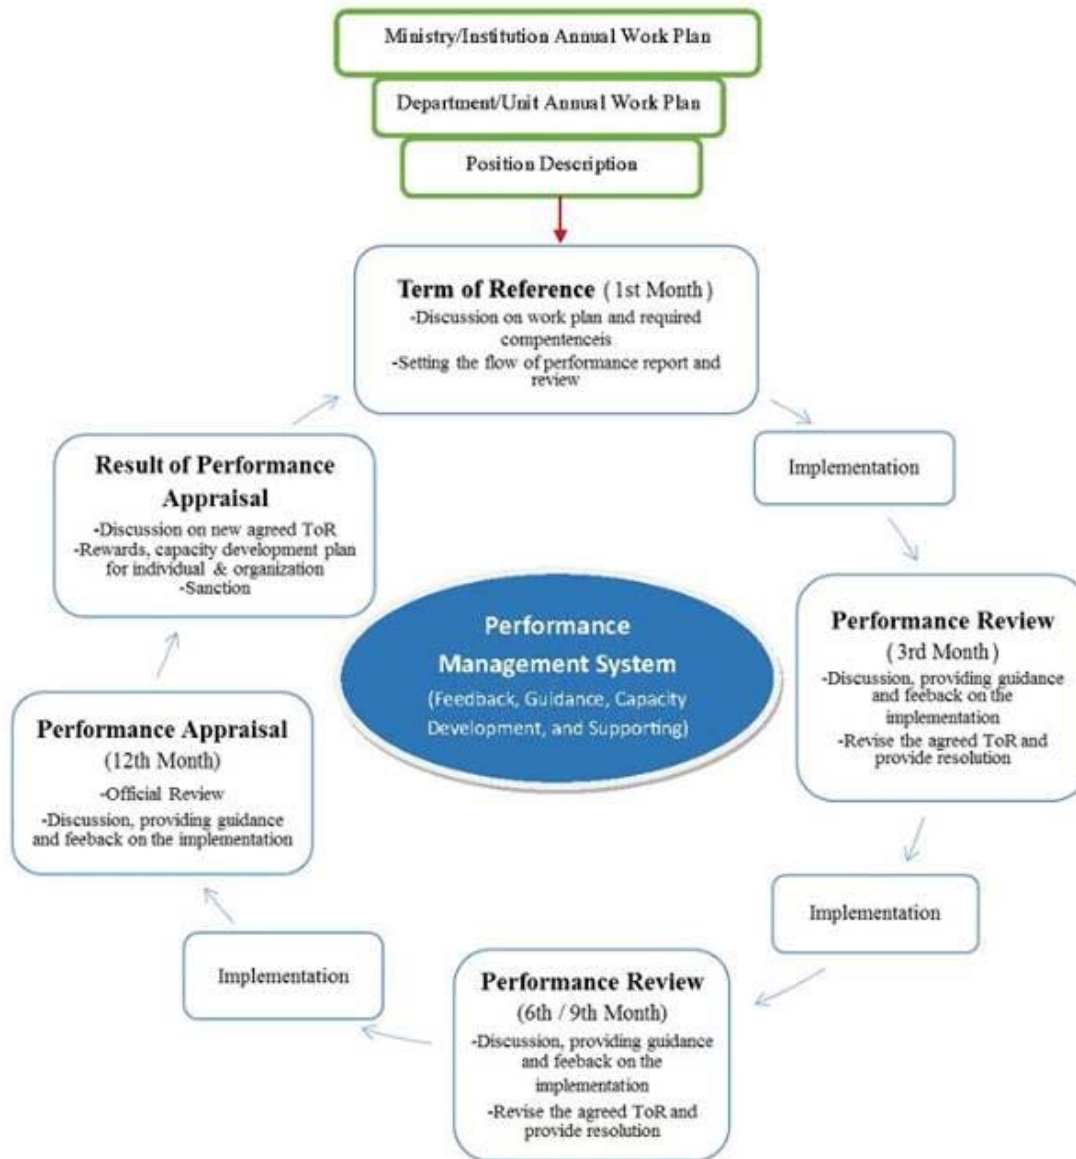 Ministry/Institution Annual Work Plan
Department/Unit Annual Work Plan
Position Description
Term of Reference ( 1st Month )
-Discussion on work plan and required
compentenceis
-Setting the flow of performance report and
review
Implementation
Performance Review
( 3rd Month )
-Discussion, providing guidance
and feeback on the
implementation
-Revise the agreed ToR and
provide resolution
Implementation
Performance Review
(6th / 9th Month)
-Discussion, providing guidance
and feeback on the
implementation
-Revise the agreed ToR and
provide resolution
Implementation
Performance Appraisal
(12th Month)
-Official Review
-Discussion, providing guidance
and feeback on the implementation
Result of Performance
Appraisal
-Discussion on new agreed ToR
-Rewards, capacity development plan
for individual & organization
-Sanction
Performance
Management System
(Feedback, Guidance, Capacity
Development, and Supporting)